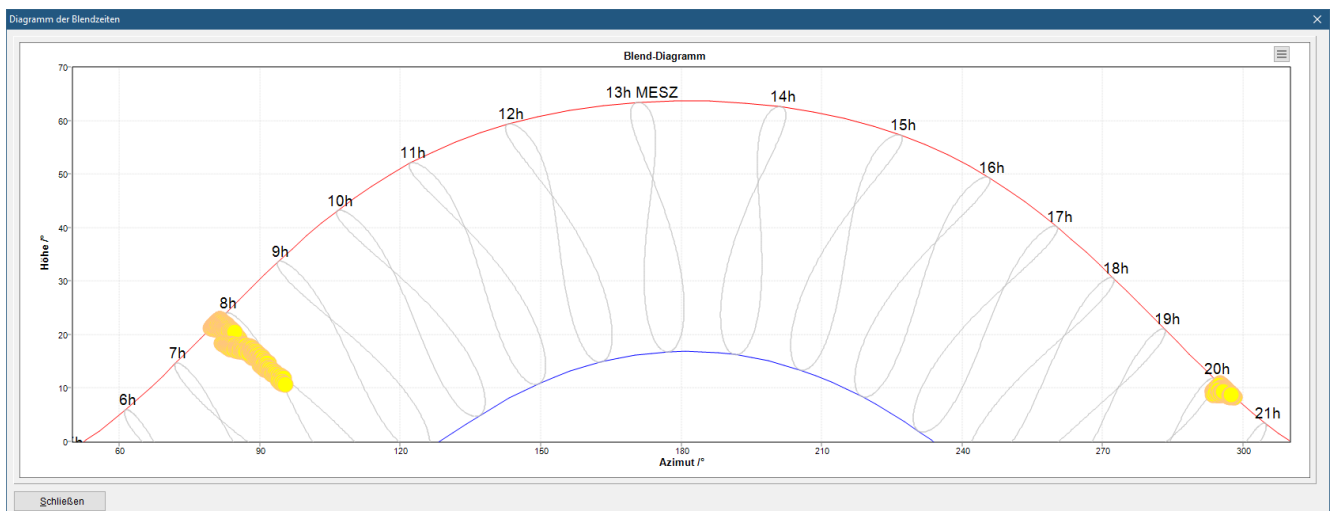 Diagramm der Blendzeiten
Blend-Diagramm
70
60
50
40
30
20
10
0
Höhe /°
6h
7h
8h
9h
10h
11h
12h
13h MESZ
14h
15h
16h
17h
18h
19h
20h
21h
60
90
120
150
180
210
240
270
300
Azimut /°
Schließen